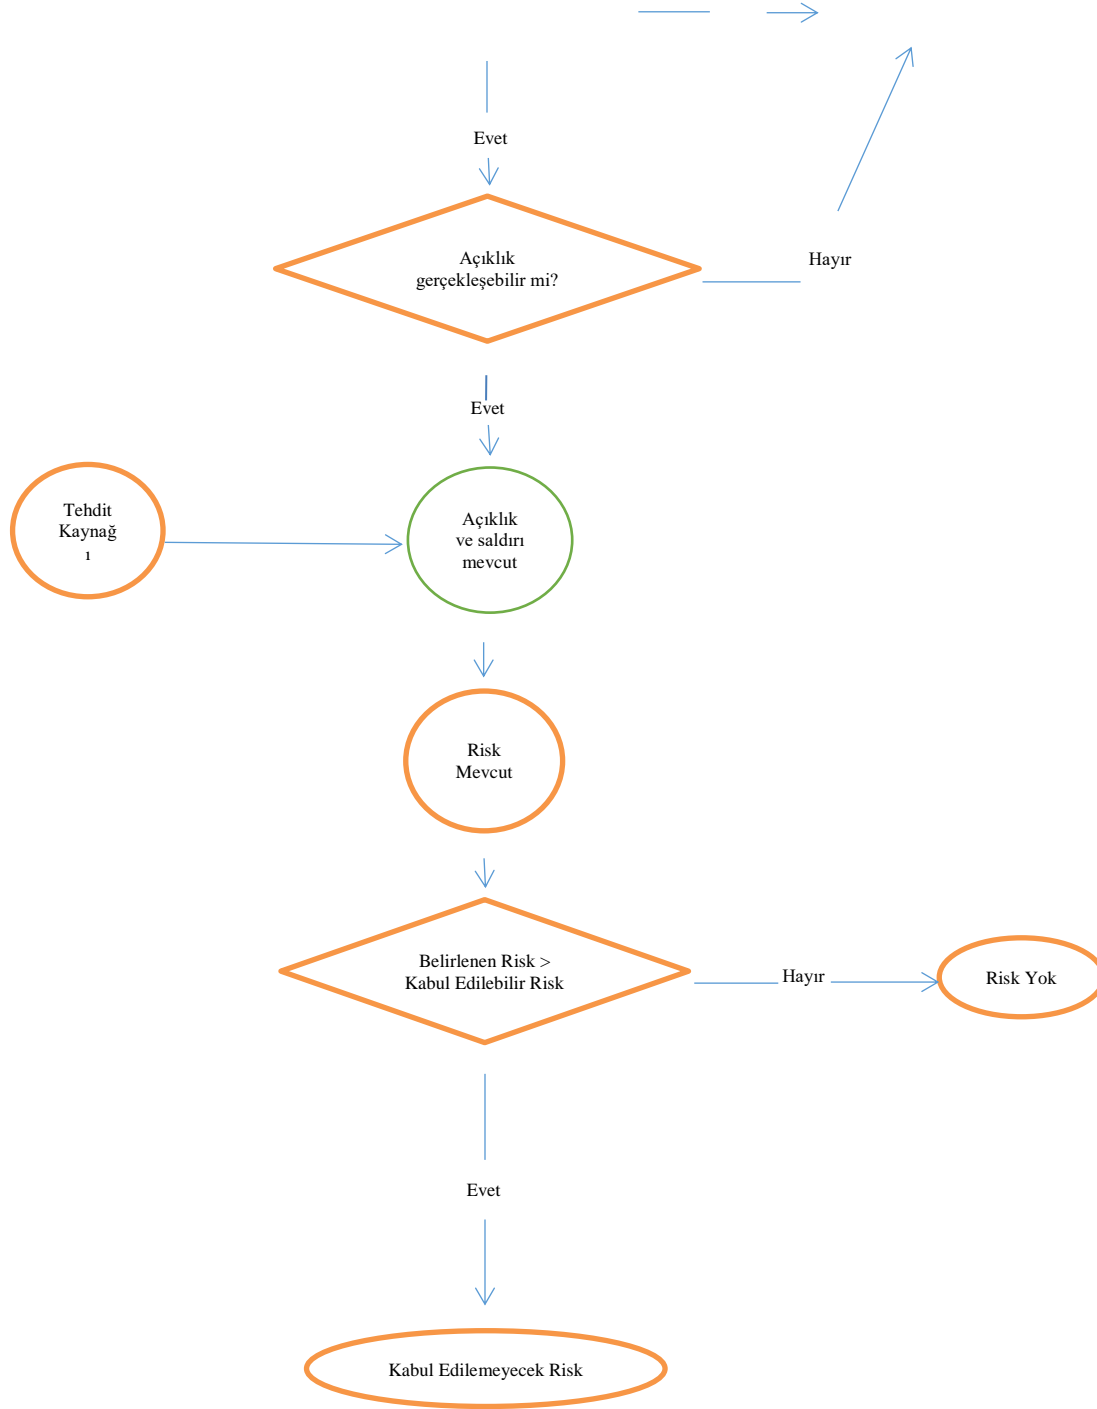 Evet
Açıklık
gerçekleşebilir mi?
Hayır
Evet
Tehdit
Kaynağ
ı
Açıklık
ve saldırı
mevcut
Risk
Mevcut
Belirlenen Risk >
Kabul Edilebilir Risk
Hayır
Risk Yok
Evet
Kabul Edilemeyecek Risk